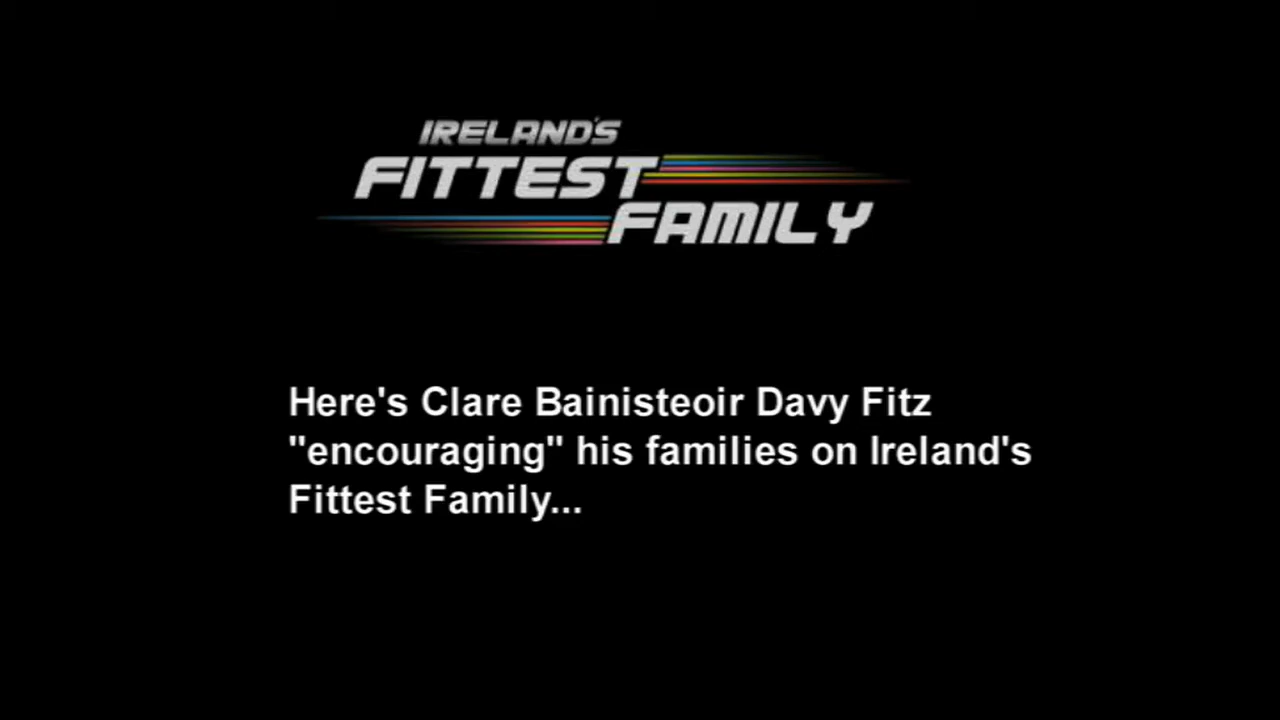 IRELAND'S
FITTEST
FAMILY
Here's Clare Bainisteoir Davy Fitz
"encouraging" his families on Ireland's
Fittest Family...